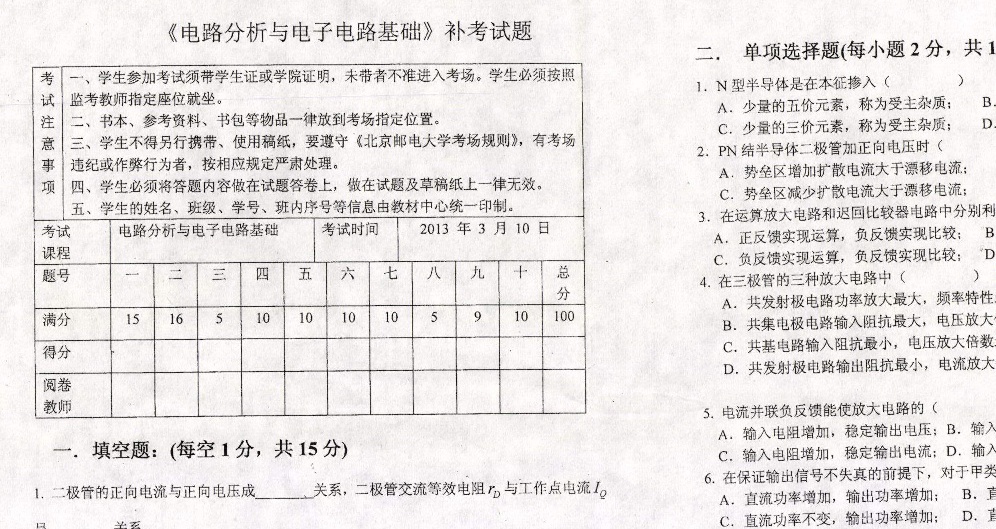 《电路分析与电子电路基础》补考试题
考试注意事项
一、学生参加考试须带学生证或学院证明，未带者不准进入考场。学生必须按照
监考教师指定座位就坐。
二、书本、参考资料、书包等物品一律放到考场指定位置。
三、学生不得另行携带、使用稿纸，要遵守《北京邮电大学考场规则》，有考场
违纪或作弊行为者，按相应规定严肃处理。
四、学生必须将答题内容做在试题答卷上，做在试题及草稿纸上一律无效。
五、学生的姓名、班级、学号、班内序号等信息由教材中心统一印制。
考试课程 电路分析与电子电路基础 考试时间 2013 年 3 月 10 日
题号 一 二 三 四 五 六 七 八 九 十 总分
满分 15 16 5 10 10 10 10 5 9 10 100
得分
阅卷教师
一．填空题：(每空 1 分，共 15 分)
1. 二极管的正向电流与正向电压成______关系，二极管交流等效电阻 r_D 与工作点电流 I_Q
关系
二． 单项选择题(每小题 2 分，共 1
1．N 型半导体是在本征掺入（ ）
A．少量的五价元素，称为受主杂质； B．
C．少量的三价元素，称为受主杂质； D．
2．PN 结半导体二极管加正向电压时（
A．势垒区增加扩散电流大于漂移电流；
C．势垒区减少扩散电流大于漂移电流；
3．在运算放大电路和迟回比较器电路中分别利
A．正反馈实现运算，负反馈实现比较； B
C．负反馈实现运算，负反馈实现比较； D
4．在三极管的三种放大电路中（ ）
A．共发射极电路功率放大最大，频率特性
B．共集电极电路输入阻抗最大，电压放大
C．共基电路输入阻抗最小，电压放大倍数
D．共发射极电路输出阻抗最小，电流放大
5．电流并联负反馈能使放大电路的（
A．输入电阻增加，稳定输出电压；B．输入
C．输入电阻增加，稳定输出电流；D．输入
6．在保证输出信号不失真的前提下，对于甲类
A．直流功率增加，输出功率增加； B．直
C．直流功率不变，输出功率增加； D．直